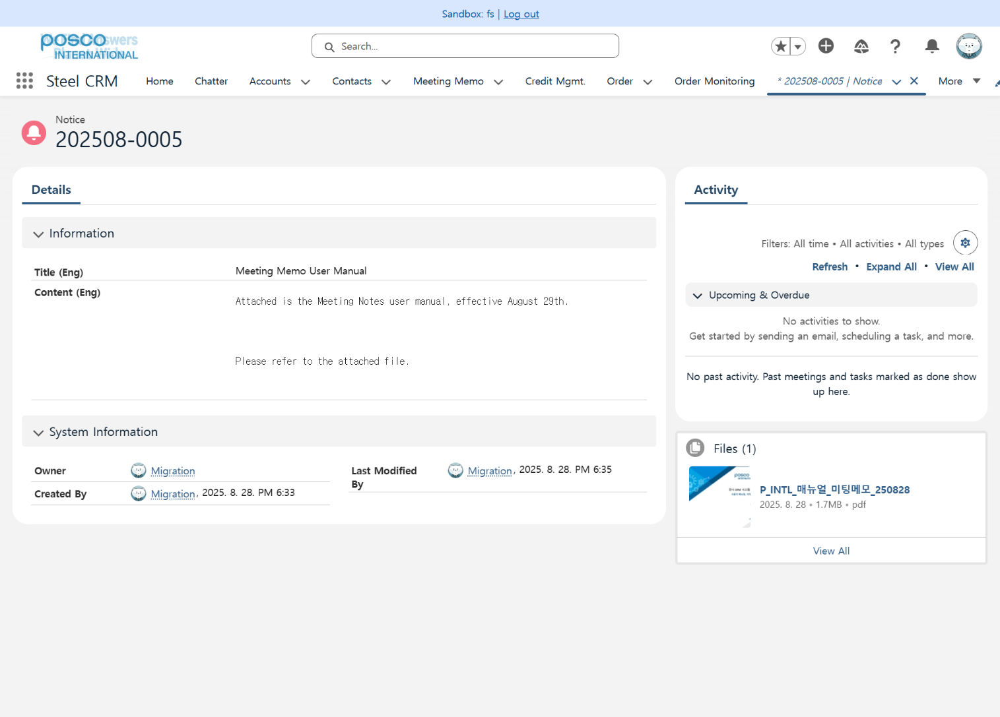 Sandbox: fs | Log out
posco
INTERNATIONAL
Search...
Steel CRM
Home
Chatter
Accounts
Contacts
Meeting Memo
Credit Mgmt.
Order
Order Monitoring
* 202508-0005 | Notice
More
Notice
202508-0005
Details
Information
Title (Eng)
Meeting Memo User Manual
Content (Eng)
Attached is the Meeting Notes user manual, effective August 29th.
Please refer to the attached file.
System Information
Owner
Migration
Last Modified By
Migration, 2025. 8. 28. PM 6:35
Created By
Migration, 2025. 8. 28. PM 6:33
Activity
Filters: All time • All activities • All types
Refresh • Expand All • View All
Upcoming & Overdue
No activities to show.
Get started by sending an email, scheduling a task, and more.
No past activity. Past meetings and tasks marked as done show
up here.
Files (1)
posco
P_INTL_매뉴얼_미팅메모_250828
2025. 8. 28 • 1.7MB • pdf
View All